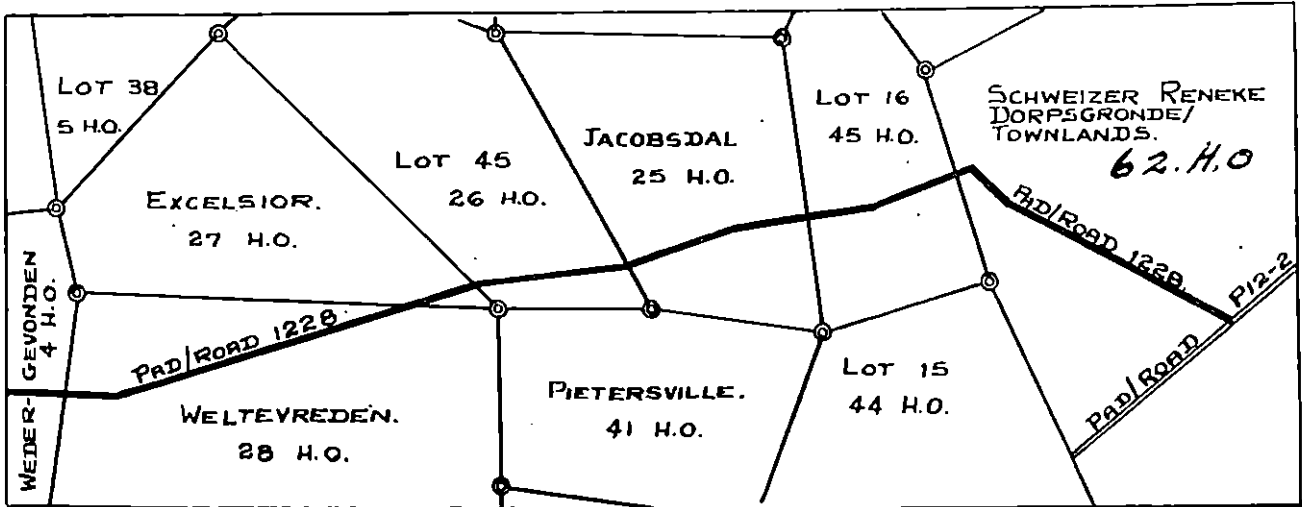 LOT 38
5 H.O.
EXCELSIOR.
27 H.O.
LOT 45
26 H.O.
JACOBSDAL
25 H.O.
LOT 16
45 H.O.
SCHWEIZER RENEKE
DORPSGRONDE/
TOWNLANDS.
62.H.O
PAD/ROAD 1228
PAD/ROAD P12-2
WEDER-GEVONDEN
4 H.O.
PAD/ROAD 1228
WELTEVREDEN.
28 H.O.
PIETERSVILLE.
41 H.O.
LOT 15
44 H.O.